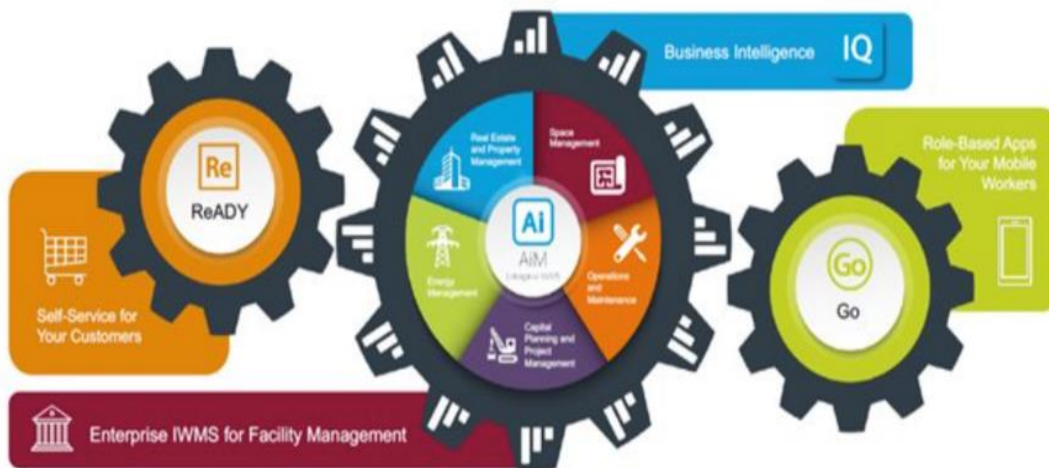 Business Intelligence
IQ
Re
ReADY
Self-Service for
Your Customers
Real Estate
and Property
Management
Space
Management
Ai
AiM
Energy
Management
Operations
and
Maintenance
Capital
Planning and
Project
Management
Role-Based Apps
for Your Mobile
Workers
Go
Go
Enterprise IWMS for Facility Management